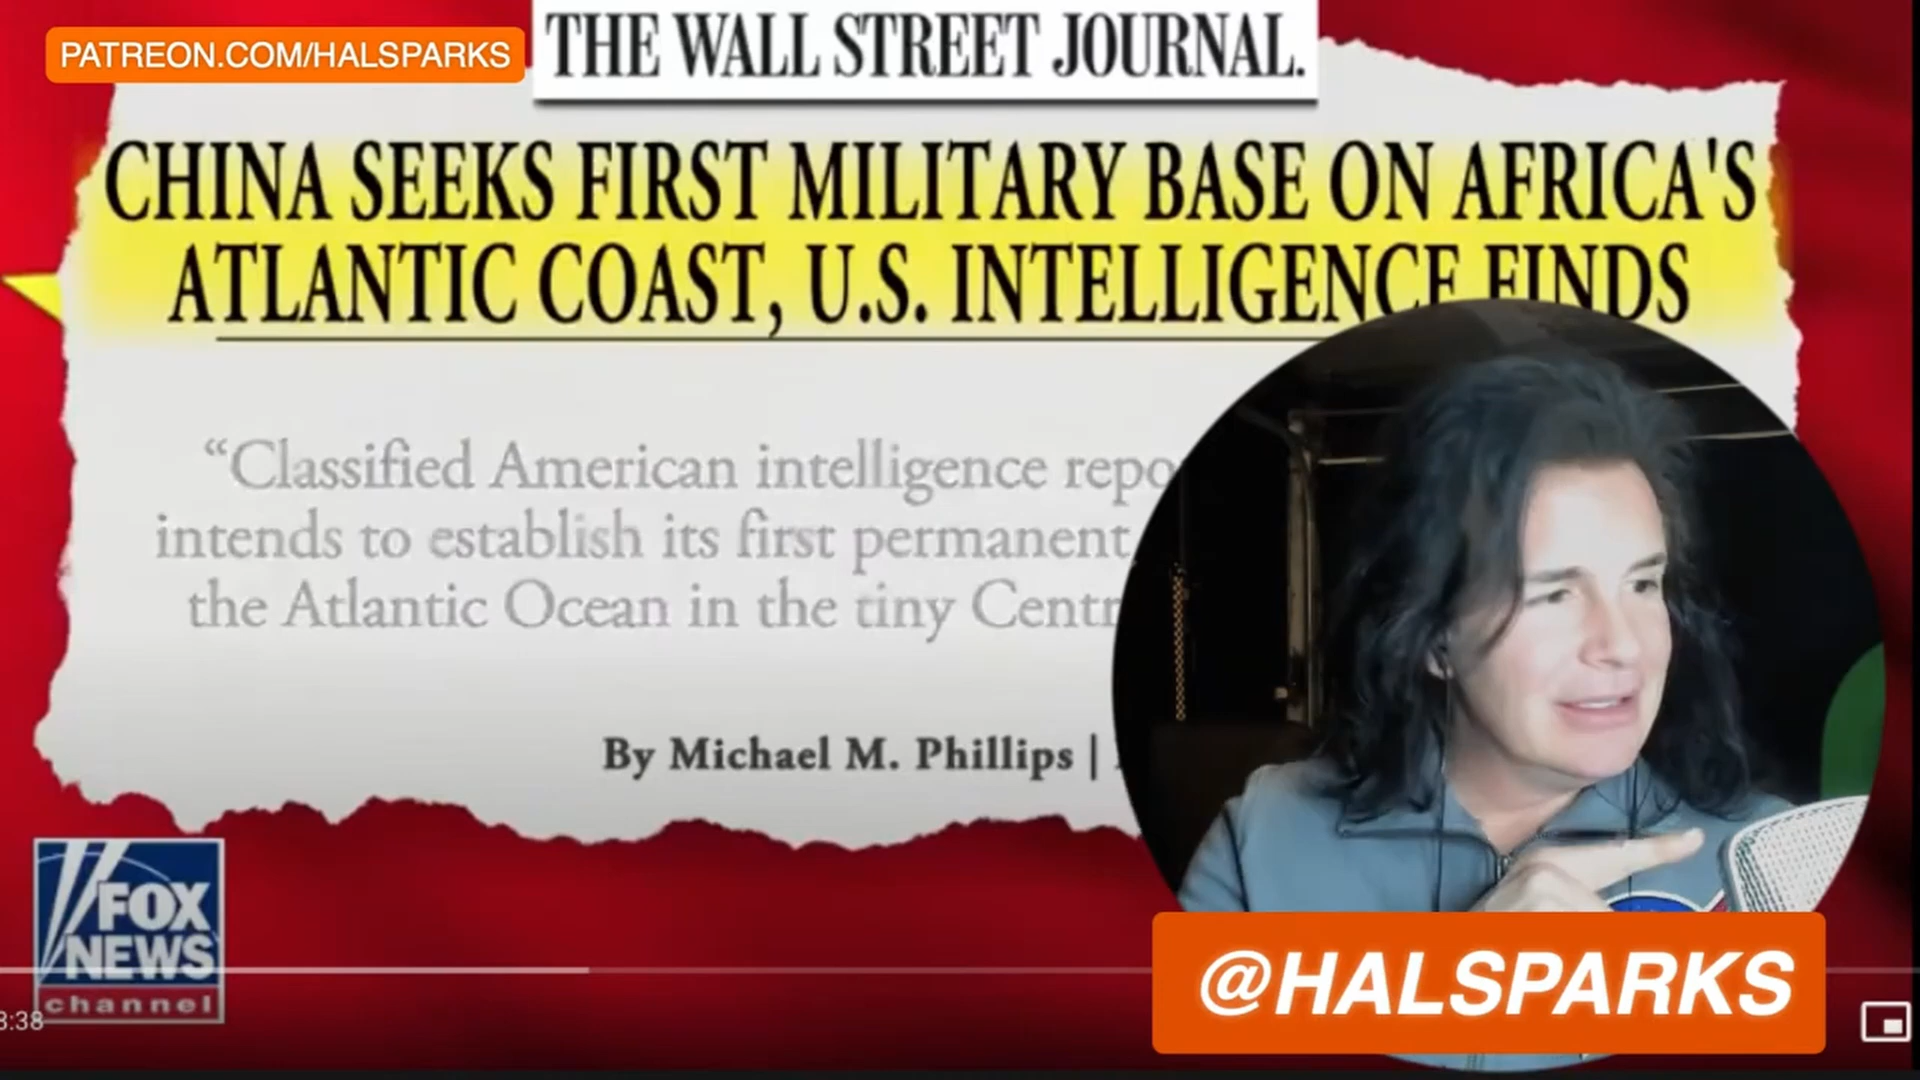 PATREON.COM/HALSPARKS
THE WALL STREET JOURNAL.
CHINA SEEKS FIRST MILITARY BASE ON AFRICA'S
ATLANTIC COAST, U.S. INTELLIGENCE FINDS
“Classified American intelligence
intends to establish its first permanent
the Atlantic Ocean in the tiny
By Michael M. Phillips |
FOX
NEWS
channel
@HALSPARKS